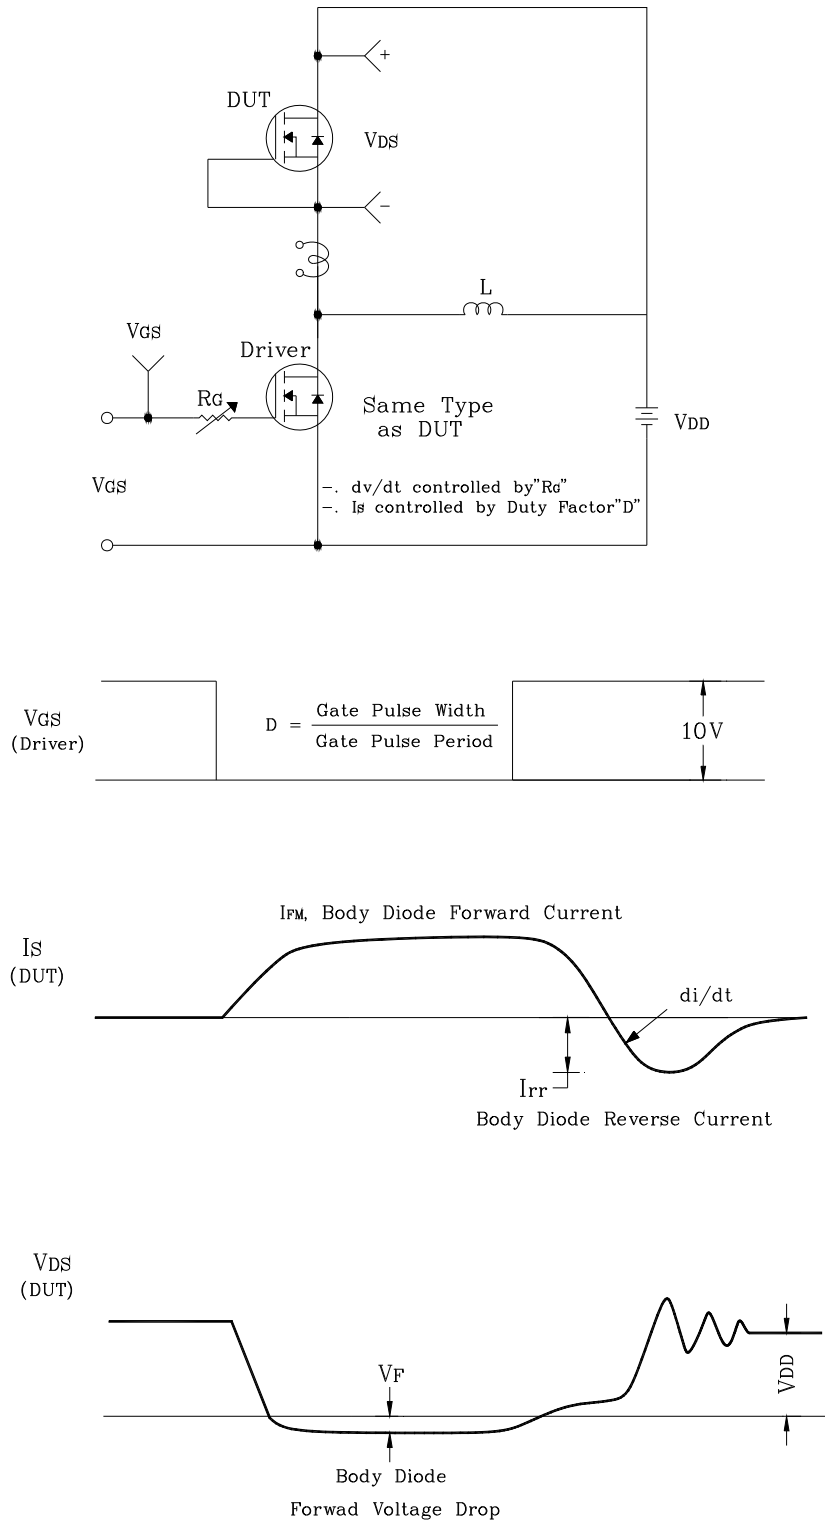 +
DUT
VDS
−
L
VGS
Driver
RG
Same Type
as DUT
VDD
VGS
−. dv/dt controlled by"RG"
−. Is controlled by Duty Factor"D"
VGS
(Driver)
D = Gate Pulse Width
Gate Pulse Period
10V
IFM, Body Diode Forward Current
IS
(DUT)
di/dt
Irr
Body Diode Reverse Current
VDS
(DUT)
VF
VDD
Body Diode
Forwad Voltage Drop